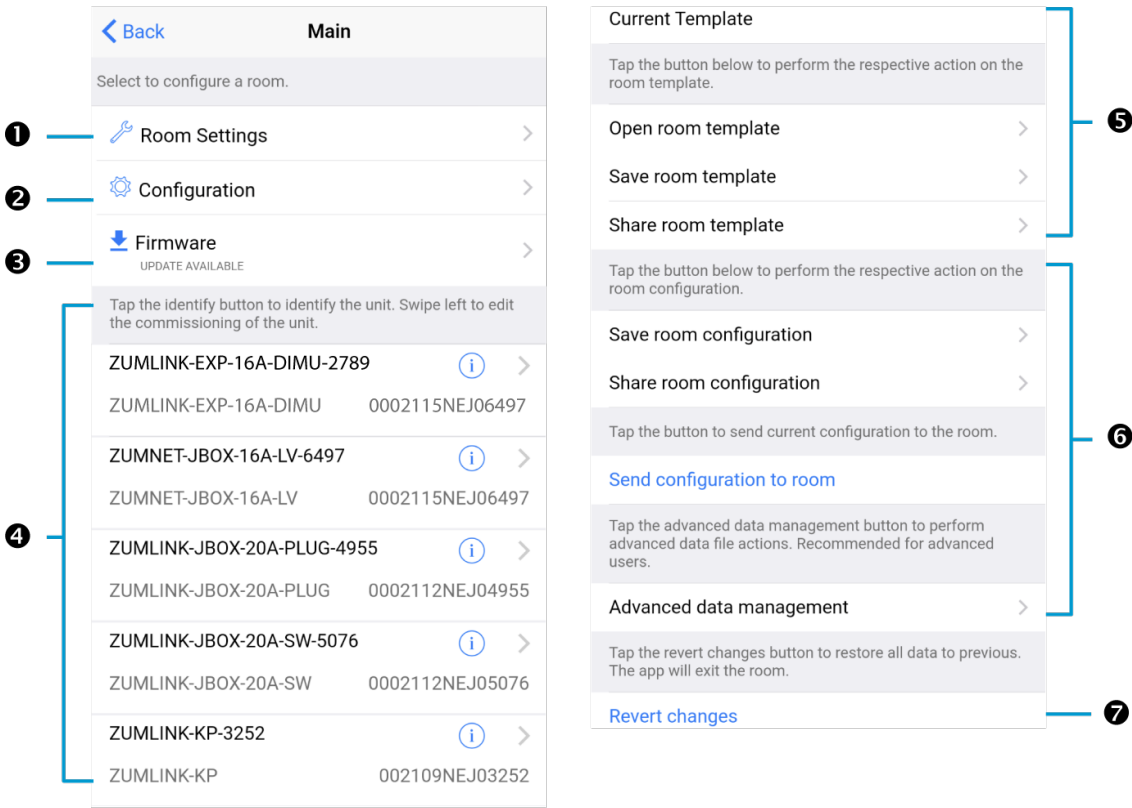 Back
Main
Select to configure a room.
❶
Room Settings
❷
Configuration
❸
Firmware
UPDATE AVAILABLE
❹
Tap the identify button to identify the unit. Swipe left to edit
the commissioning of the unit.
ZUMLINK-EXP-16A-DIMU-2789
i
ZUMLINK-EXP-16A-DIMU 0002115NEJ06497
ZUMNET-JBOX-16A-LV-6497
i
ZUMNET-JBOX-16A-LV 0002115NEJ06497
ZUMLINK-JBOX-20A-PLUG-4955
i
ZUMLINK-JBOX-20A-PLUG 0002112NEJ04955
ZUMLINK-JBOX-20A-SW-5076
i
ZUMLINK-JBOX-20A-SW 0002112NEJ05076
ZUMLINK-KP-3252
i
ZUMLINK-KP 002109NEJ03252
Current Template
Tap the button below to perform the respective action on the
room template.
❺
Open room template
Save room template
Share room template
Tap the button below to perform the respective action on the
room configuration.
Save room configuration
Share room configuration
❻
Tap the button to send current configuration to the room.
Send configuration to room
Tap the advanced data management button to perform
advanced data file actions. Recommended for advanced
users.
Advanced data management
Tap the revert changes button to restore all data to previous.
The app will exit the room.
Revert changes
❼